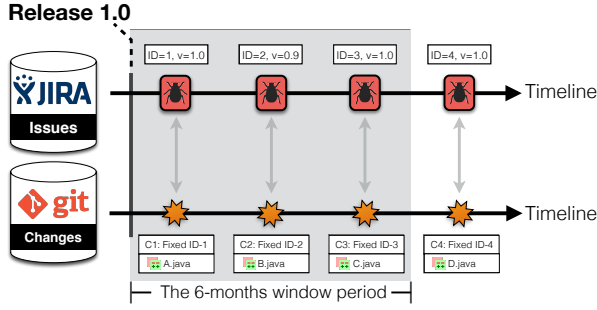 Release 1.0
ID=1, v=1.0
ID=2, v=0.9
ID=3, v=1.0
ID=4, v=1.0
JIRA
Issues
Timeline
git
Changes
Timeline
C1: Fixed ID-1
A.java
C2: Fixed ID-2
B.java
C3: Fixed ID-3
C.java
C4: Fixed ID-4
D.java
The 6-months window period